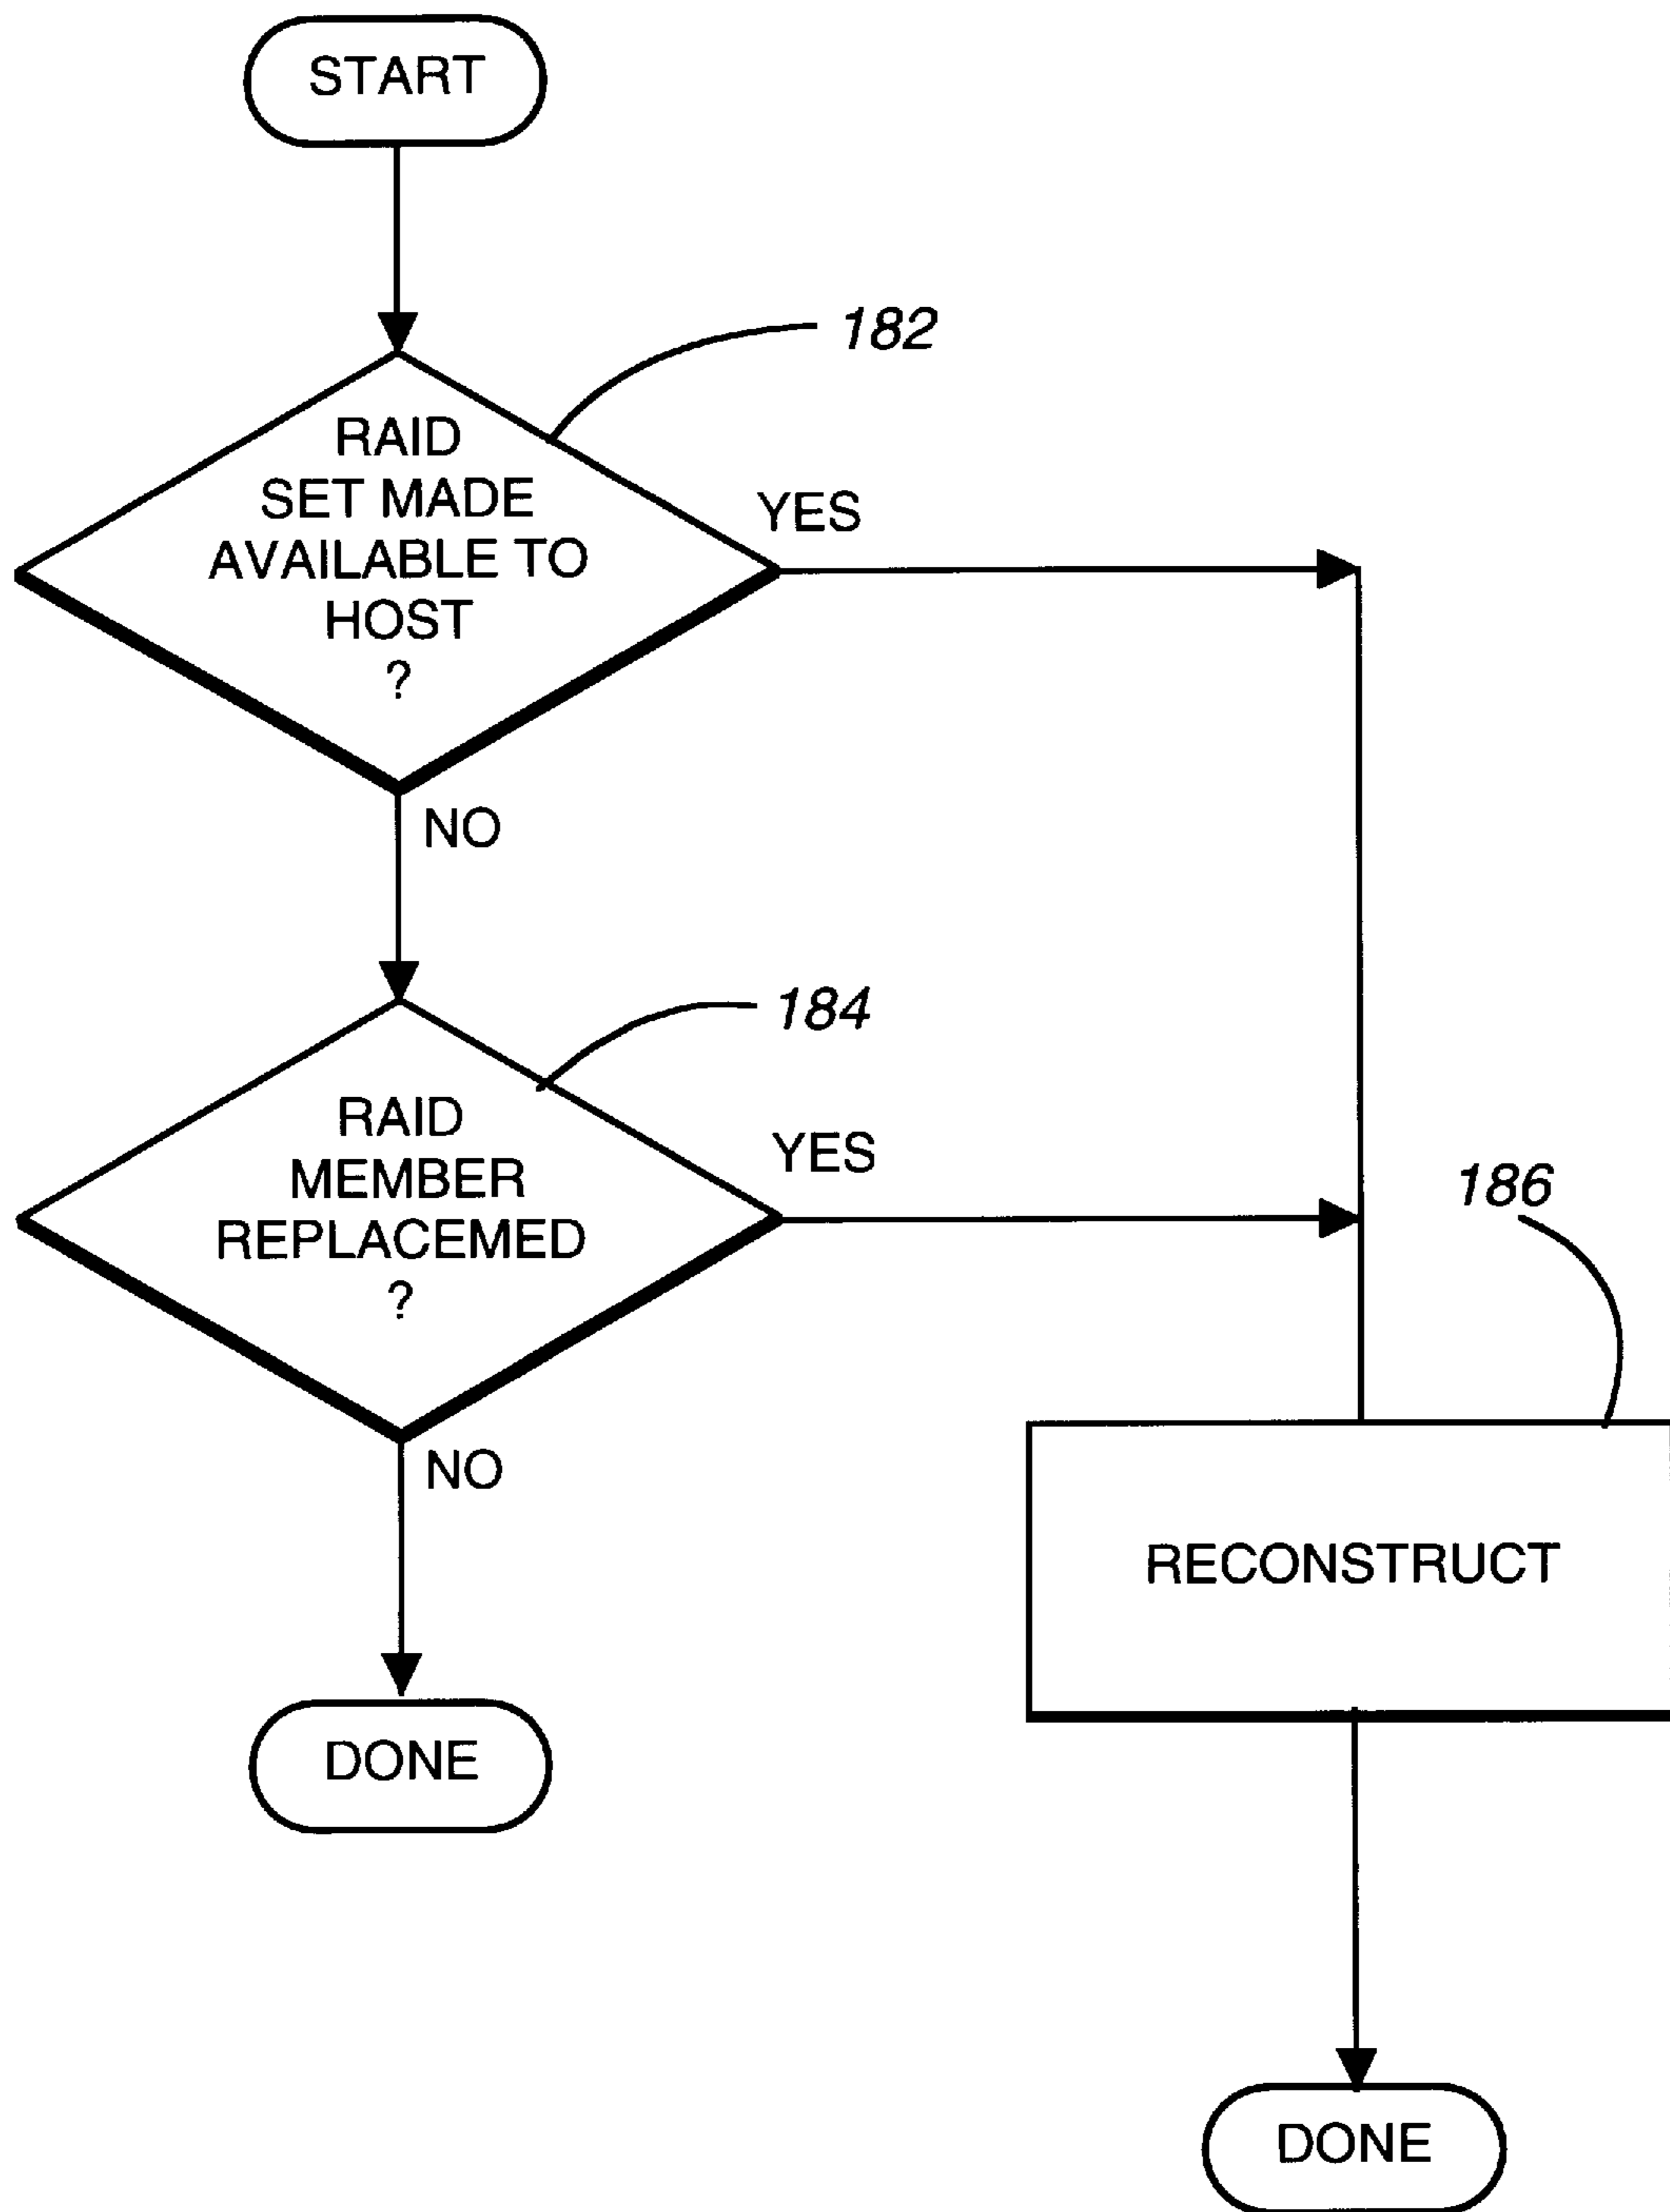 START
182
RAID
SET MADE
AVAILABLE TO
HOST
?
YES
NO
184
RAID
MEMBER
REPLACEMED
?
YES
186
NO
RECONSTRUCT
DONE
DONE